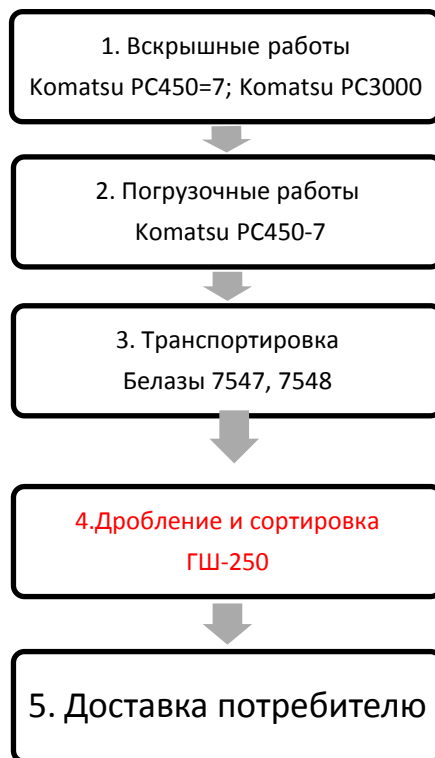 1. Вскрышные работы
Komatsu PC450=7; Komatsu PC3000
2. Погрузочные работы
Komatsu PC450-7
3. Транспортировка
Белазы 7547, 7548
4.Дробление и сортировка
ГШ-250
5. Доставка потребителю